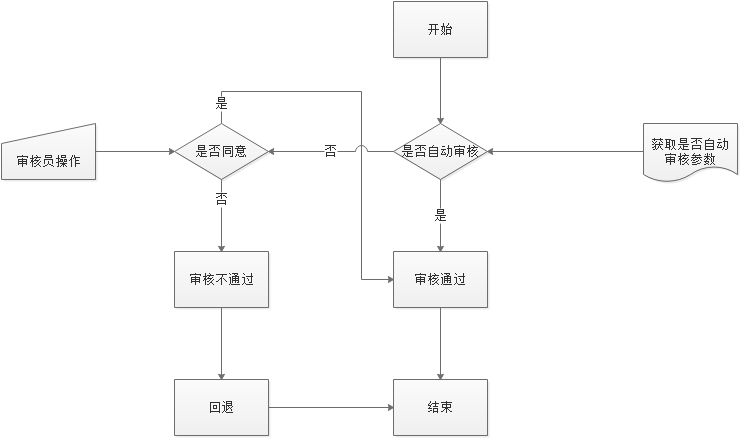 开始
是
审核员操作
是否同意
否
是否自动审核
获取是否自动
审核参数
否
是
审核不通过
审核通过
回退
结束